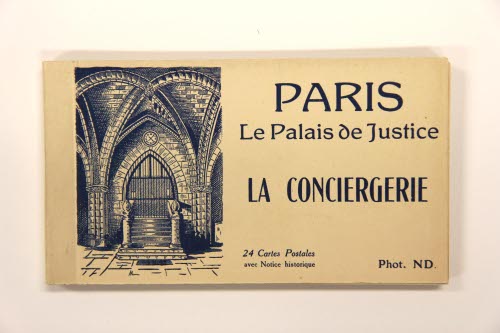 PARIS
Le Palais de Justice
LA CONCIERGERIE
24 Cartes Postales
avec Notice historique
Phot. ND.